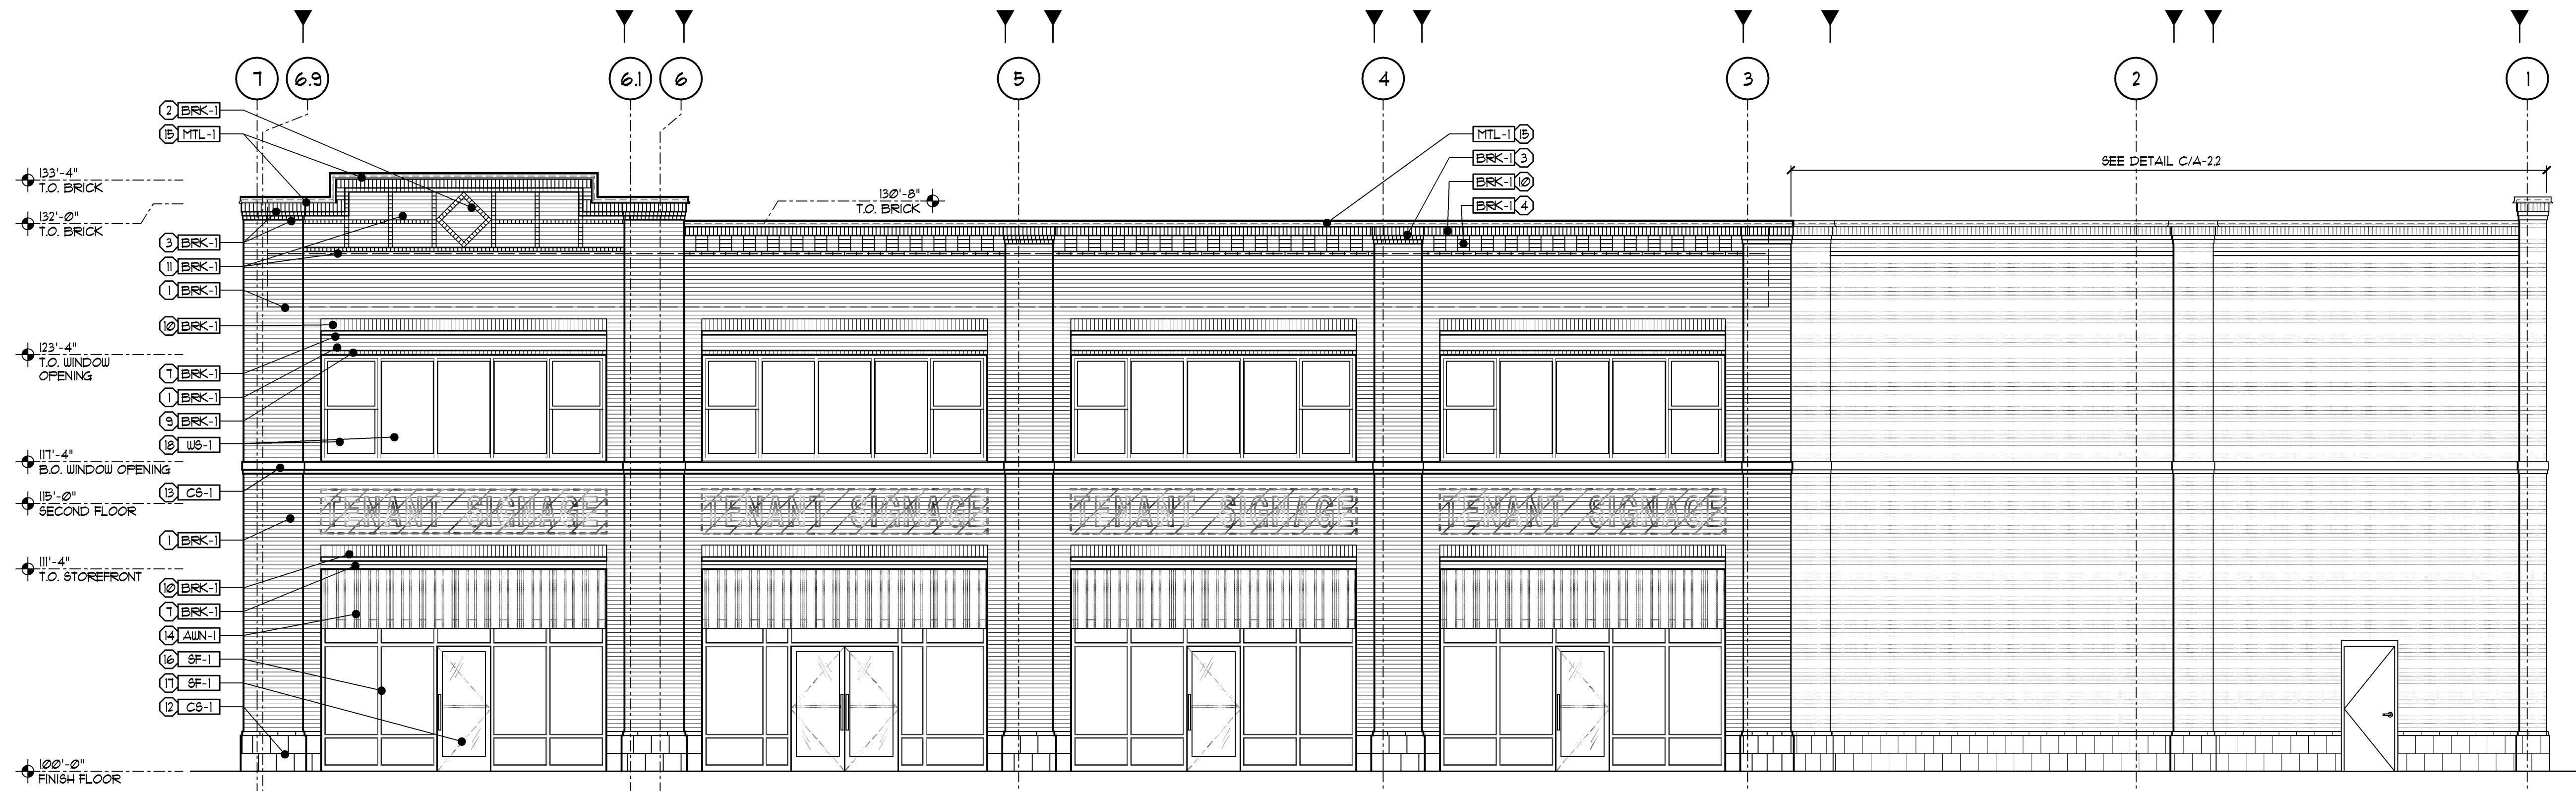 7 6.9 6.1 6 5 4 3 2 1
2 BRK-1
15 MTL-1
133'-4"
T.O. BRICK
132'-0"
T.O. BRICK
3 BRK-1
11 BRK-1
1 BRK-1
10 BRK-1
123'-4"
T.O. WINDOW
OPENING
7 BRK-1
1 BRK-1
9 BRK-1
18 WS-1
117'-4"
B.O. WINDOW OPENING
13 CS-1
115'-0"
SECOND FLOOR
1 BRK-1
111'-4"
T.O. STOREFRONT
10 BRK-1
7 BRK-1
14 AWN-1
16 SF-1
17 SF-1
12 CS-1
100'-0"
FINISH FLOOR
130'-8"
T.O. BRICK
MTL-1 15
BRK-1 3
BRK-1 10
BRK-1 4
SEE DETAIL C/A-2.2
TENANT SIGNAGE
TENANT SIGNAGE
TENANT SIGNAGE
TENANT SIGNAGE